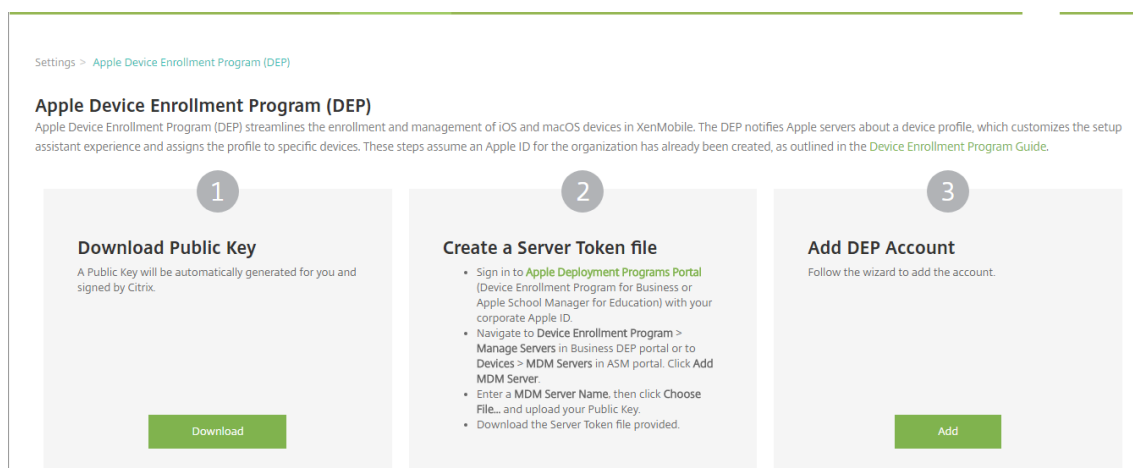 Settings > Apple Device Enrollment Program (DEP)
Apple Device Enrollment Program (DEP)
Apple Device Enrollment Program (DEP) streamlines the enrollment and management of iOS and macOS devices in XenMobile. The DEP notifies Apple servers about a device profile, which customizes the setup
assistant experience and assigns the profile to specific devices. These steps assume an Apple ID for the organization has already been created, as outlined in the Device Enrollment Program Guide.
1
Download Public Key
A Public Key will be automatically generated for you and
signed by Citrix.
Download
2
Create a Server Token file
• Sign in to Apple Deployment Programs Portal
(Device Enrollment Program for Business or
Apple School Manager for Education) with your
corporate Apple ID.
• Navigate to Device Enrollment Program >
Manage Servers in Business DEP portal or to
Devices > MDM Servers in ASM portal. Click Add
MDM Server.
• Enter a MDM Server Name, then click Choose
File... and upload your Public Key.
• Download the Server Token file provided.
3
Add DEP Account
Follow the wizard to add the account.
Add